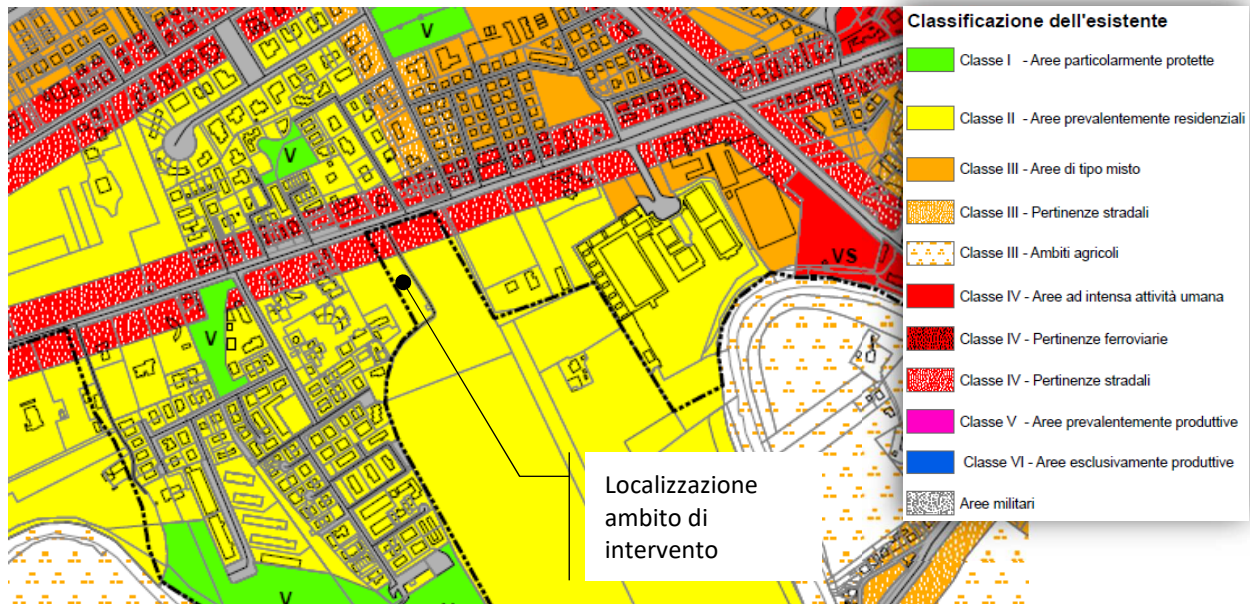 Classificazione dell'esistente
Classe I - Aree particolarmente protette
Classe II - Aree prevalentemente residenziali
Classe III - Aree di tipo misto
Classe III - Pertinenze stradali
Classe III - Ambiti agricoli
Classe IV - Aree ad intensa attività umana
Classe IV - Pertinenze ferroviarie
Classe IV - Pertinenze stradali
Classe V - Aree prevalentemente produttive
Classe VI - Aree esclusivamente produttive
Aree militari
V
V
VS
V
Localizzazione
ambito di
intervento
V